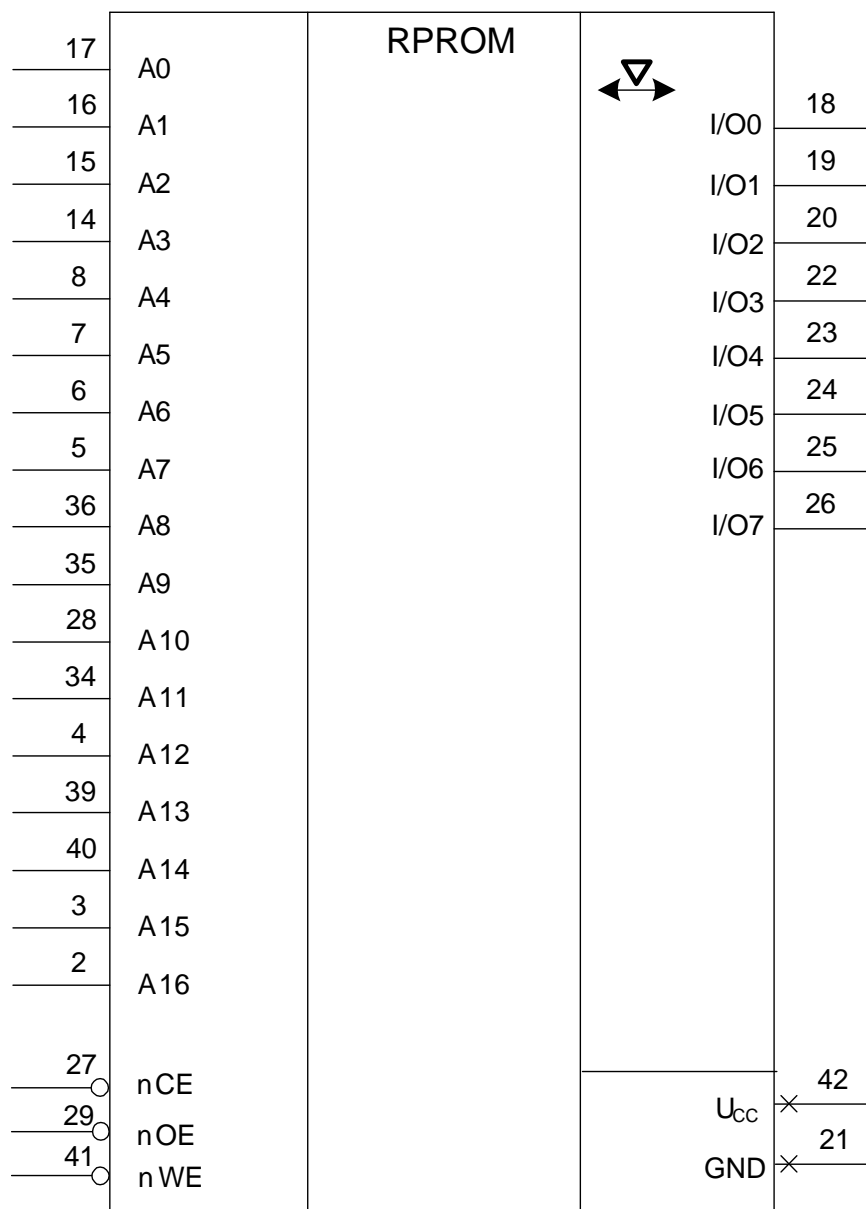 RPROM
17 A0
16 A1
I/O0 18
15 A2
I/O1 19
14 A3
I/O2 20
8 A4
I/O3 22
7 A5
I/O4 23
6 A6
I/O5 24
5 A7
I/O6 25
36 A8
I/O7 26
35 A9
28 A10
34 A11
4 A12
39 A13
40 A14
3 A15
2 A16
27 nCE
UCC 42
29 nOE
41 nWE
GND 21